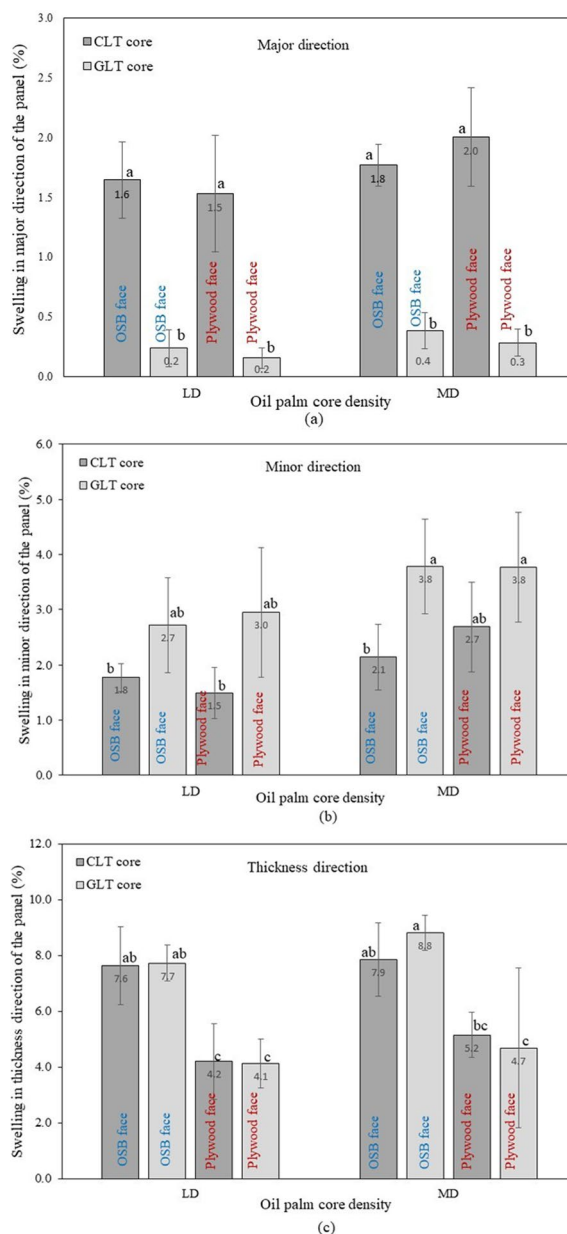 3.0
2.5
2.0
1.5
1.0
0.5
0.0
Swelling in major direction of the panel (%)
CLT core
GLT core
Major direction
a
1.6
OSB face
b
0.2
OSB face
a
1.5
Plywood face
b
0.2
Plywood face
a
1.8
OSB face
b
0.4
OSB face
a
2.0
Plywood face
b
0.3
Plywood face
LD
MD
Oil palm core density
(a)
6.0
5.0
4.0
3.0
2.0
1.0
0.0
Swelling in minor direction of the panel (%)
CLT core
GLT core
Minor direction
b
1.8
OSB face
ab
2.7
OSB face
b
1.5
Plywood face
ab
3.0
Plywood face
b
2.1
OSB face
a
3.8
OSB face
ab
2.7
Plywood face
a
3.8
Plywood face
LD
MD
Oil palm core density
(b)
12.0
10.0
8.0
6.0
4.0
2.0
0.0
Swelling in thickness direction of the panel (%)
CLT core
GLT core
Thickness direction
ab
7.6
OSB face
ab
7.7
OSB face
c
4.2
Plywood face
c
4.1
Plywood face
ab
7.9
OSB face
a
8.8
OSB face
bc
5.2
Plywood face
c
4.7
Plywood face
LD
MD
Oil palm core density
(c)